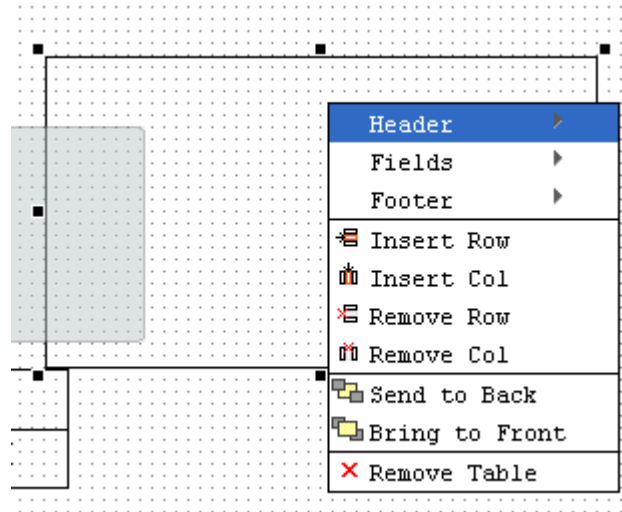 Header
Fields
Footer
Insert Row
Insert Col
Remove Row
Remove Col
Send to Back
Bring to Front
Remove Table